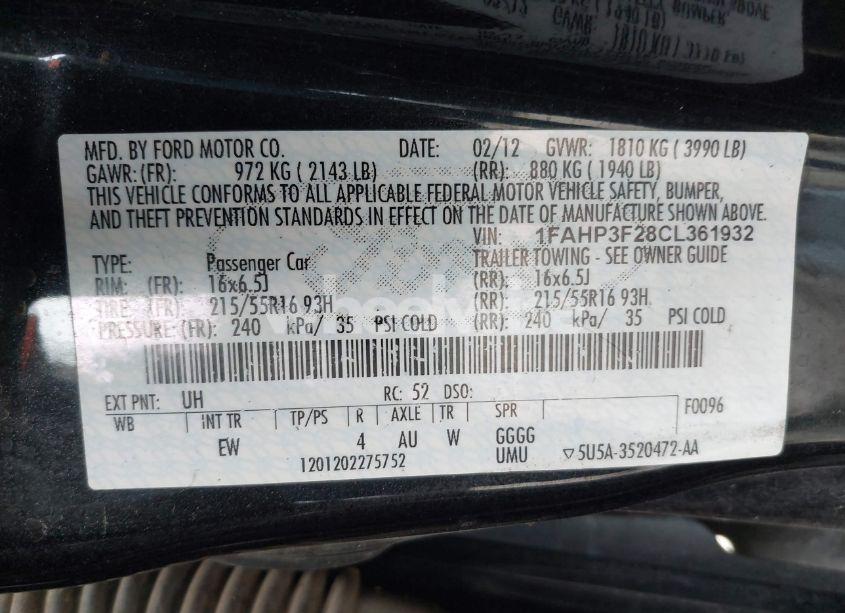 MFD. BY FORD MOTOR CO. DATE: 02/12 GVWR: 1810 KG ( 3990 LB)
GAWR: (FR): 972 KG ( 2143 LB) (RR): 880 KG ( 1940 LB)
THIS VEHICLE CONFORMS TO ALL APPLICABLE FEDERAL MOTOR VEHICLE SAFETY, BUMPER,
AND THEFT PREVENTION STANDARDS IN EFFECT ON THE DATE OF MANUFACTURE SHOWN ABOVE.
VIN: 1FAHP3F28CL361932
TYPE: Passenger Car TRAILER TOWING - SEE OWNER GUIDE
RIM: (FR): 16x6.5J (RR): 16x6.5J
TIRE: (FR): 215/55R16 93H (RR): 215/55R16 93H
PRESSURE: (FR): 240 kPa/ 35 PSI COLD (RR): 240 kPa/ 35 PSI COLD
EXT PNT: UH RC: 52 DSO: F0096
WB INT TR TP/PS R AXLE TR SPR
EW 4 AU W GGGG
1201202275752 UMU ▽5U5A-3520472-AA